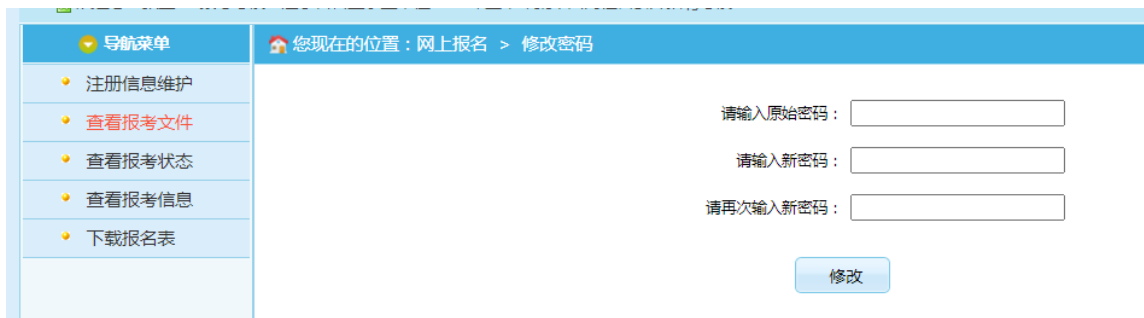 导航菜单
您现在的位置：网上报名 > 修改密码
注册信息维护
查看报考文件
查看报考状态
查看报考信息
下载报名表
请输入原始密码：
请输入新密码：
请再次输入新密码：
修改